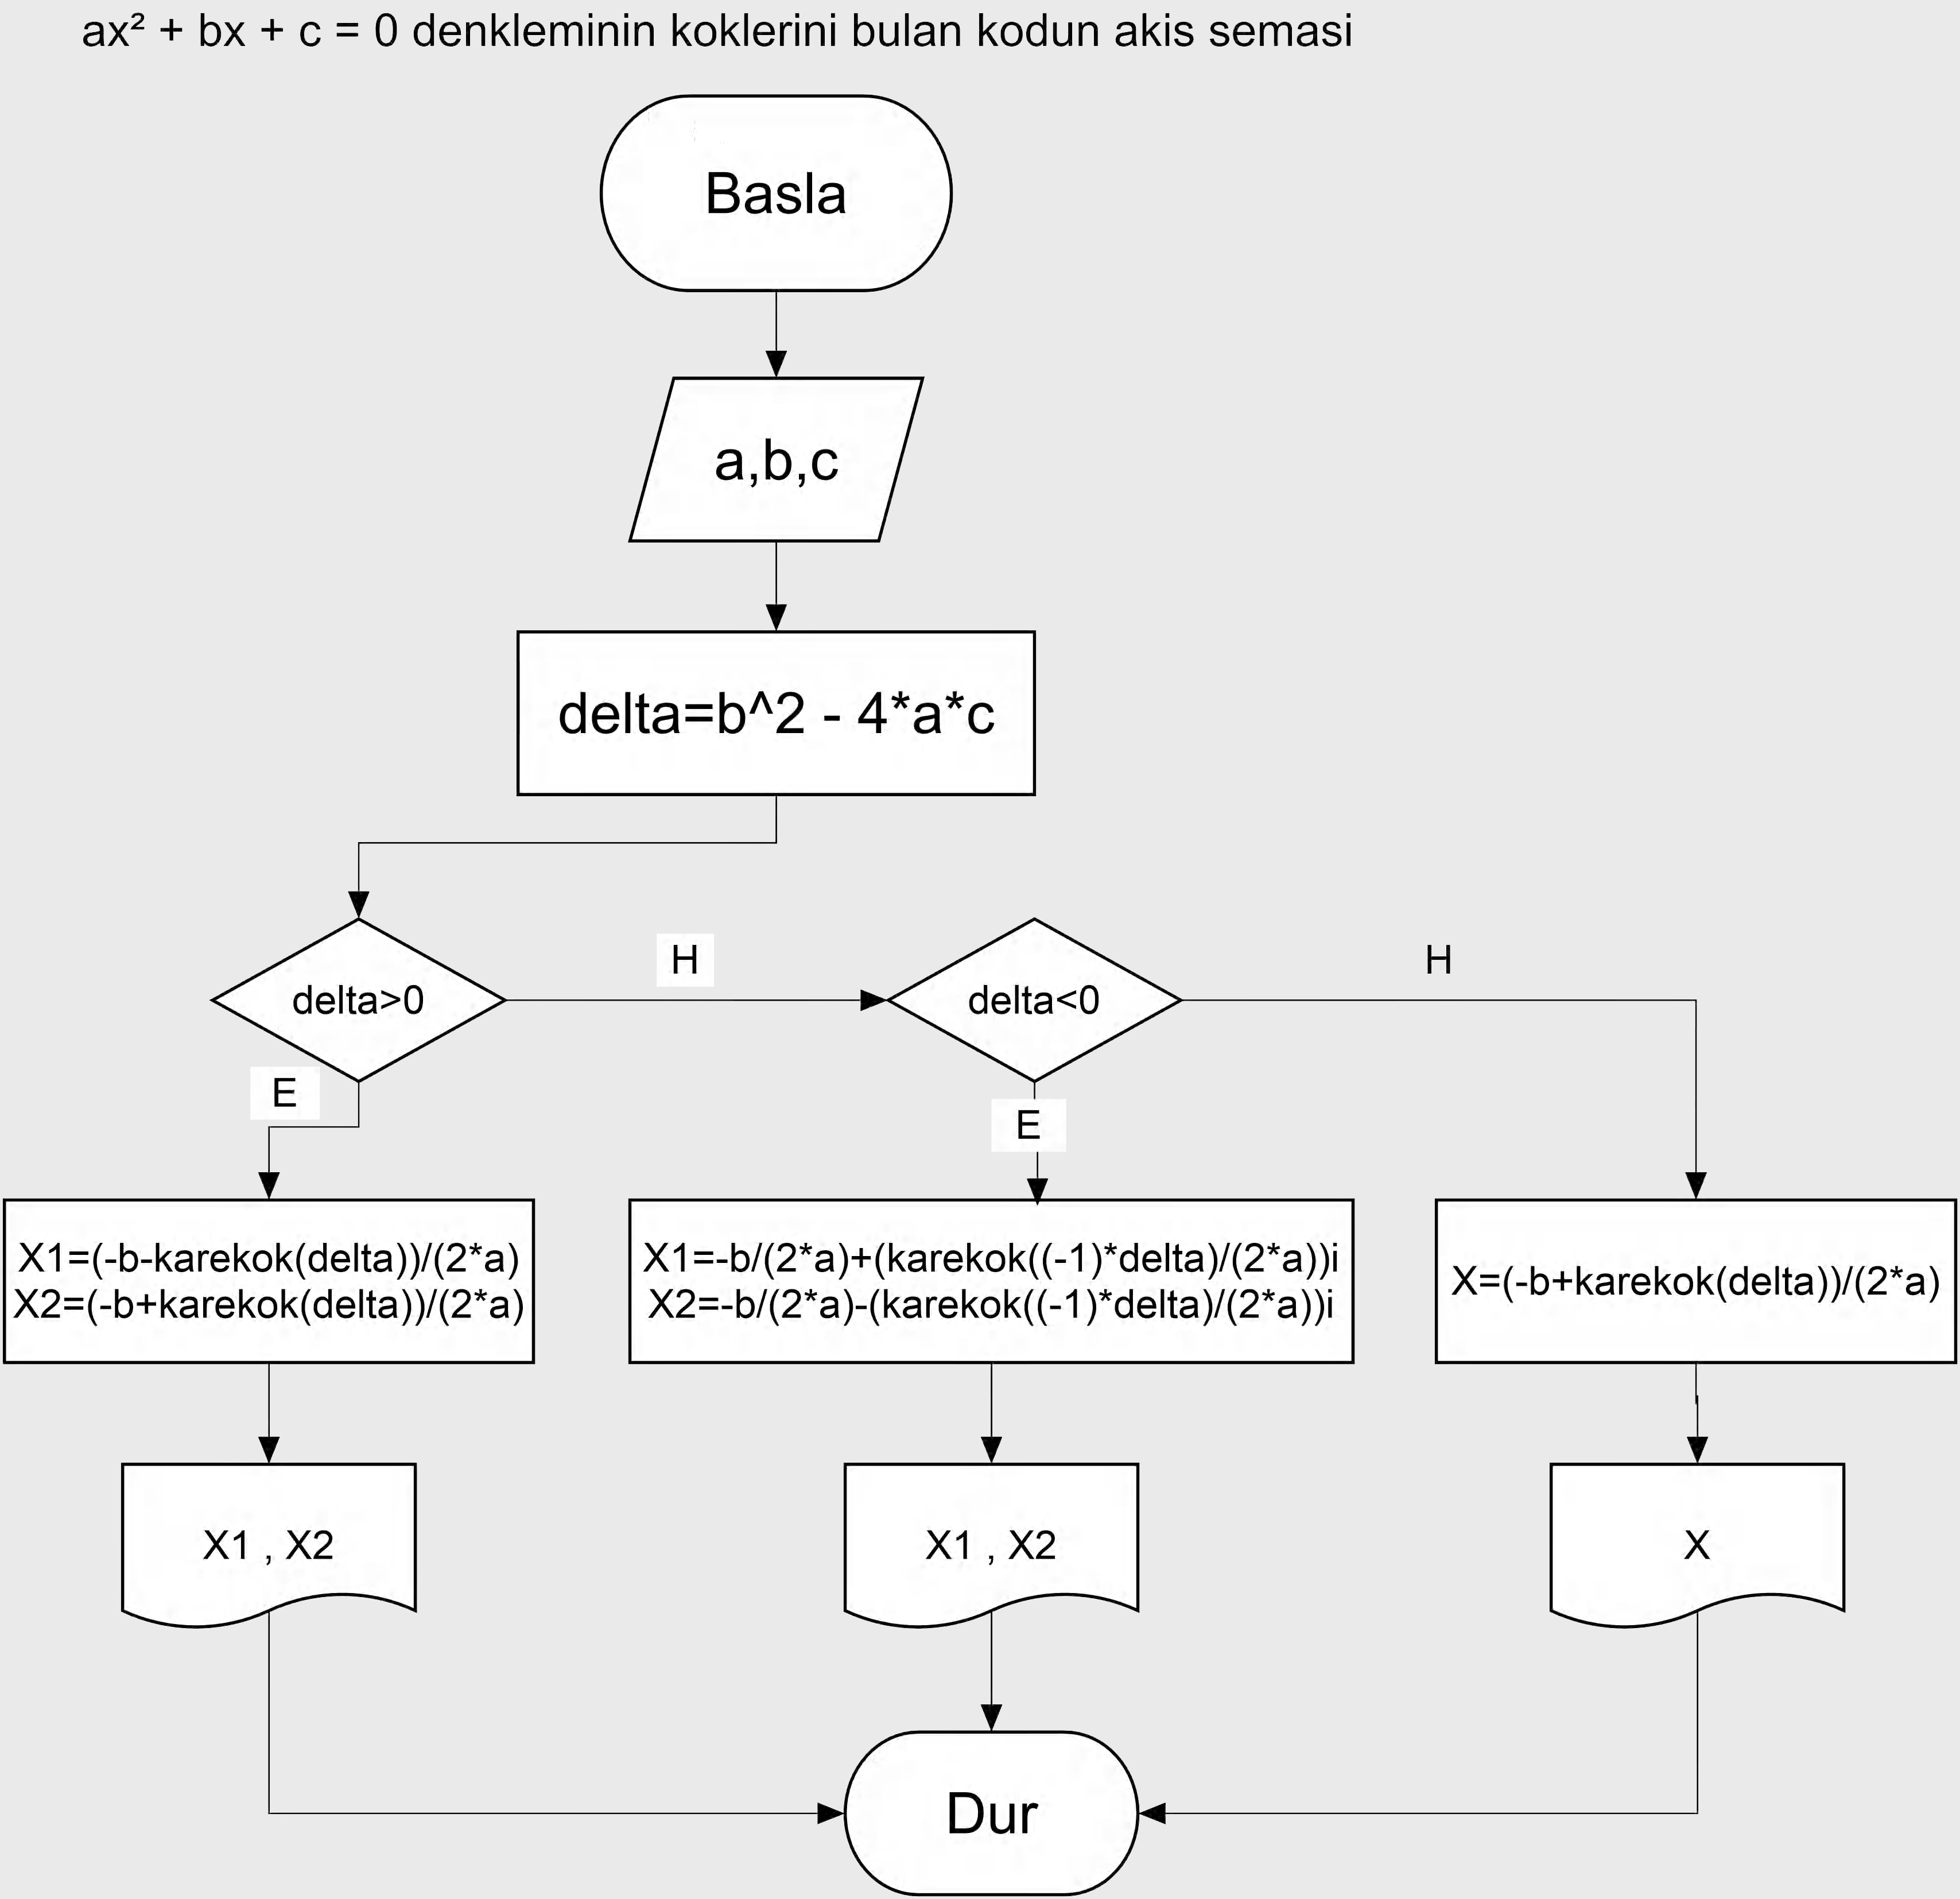 ax² + bx + c = 0 denkleminin koklerini bulan kodun akis semasi
Basla
a,b,c
delta=b^2 - 4*a*c
delta>0
H
delta<0
H
E
E
X1=(-b-karekok(delta))/(2*a)
X2=(-b+karekok(delta))/(2*a)
X1=-b/(2*a)+(karekok((-1)*delta)/(2*a))i
X2=-b/(2*a)-(karekok((-1)*delta)/(2*a))i
X=(-b+karekok(delta))/(2*a)
X1 , X2
X1 , X2
X
Dur